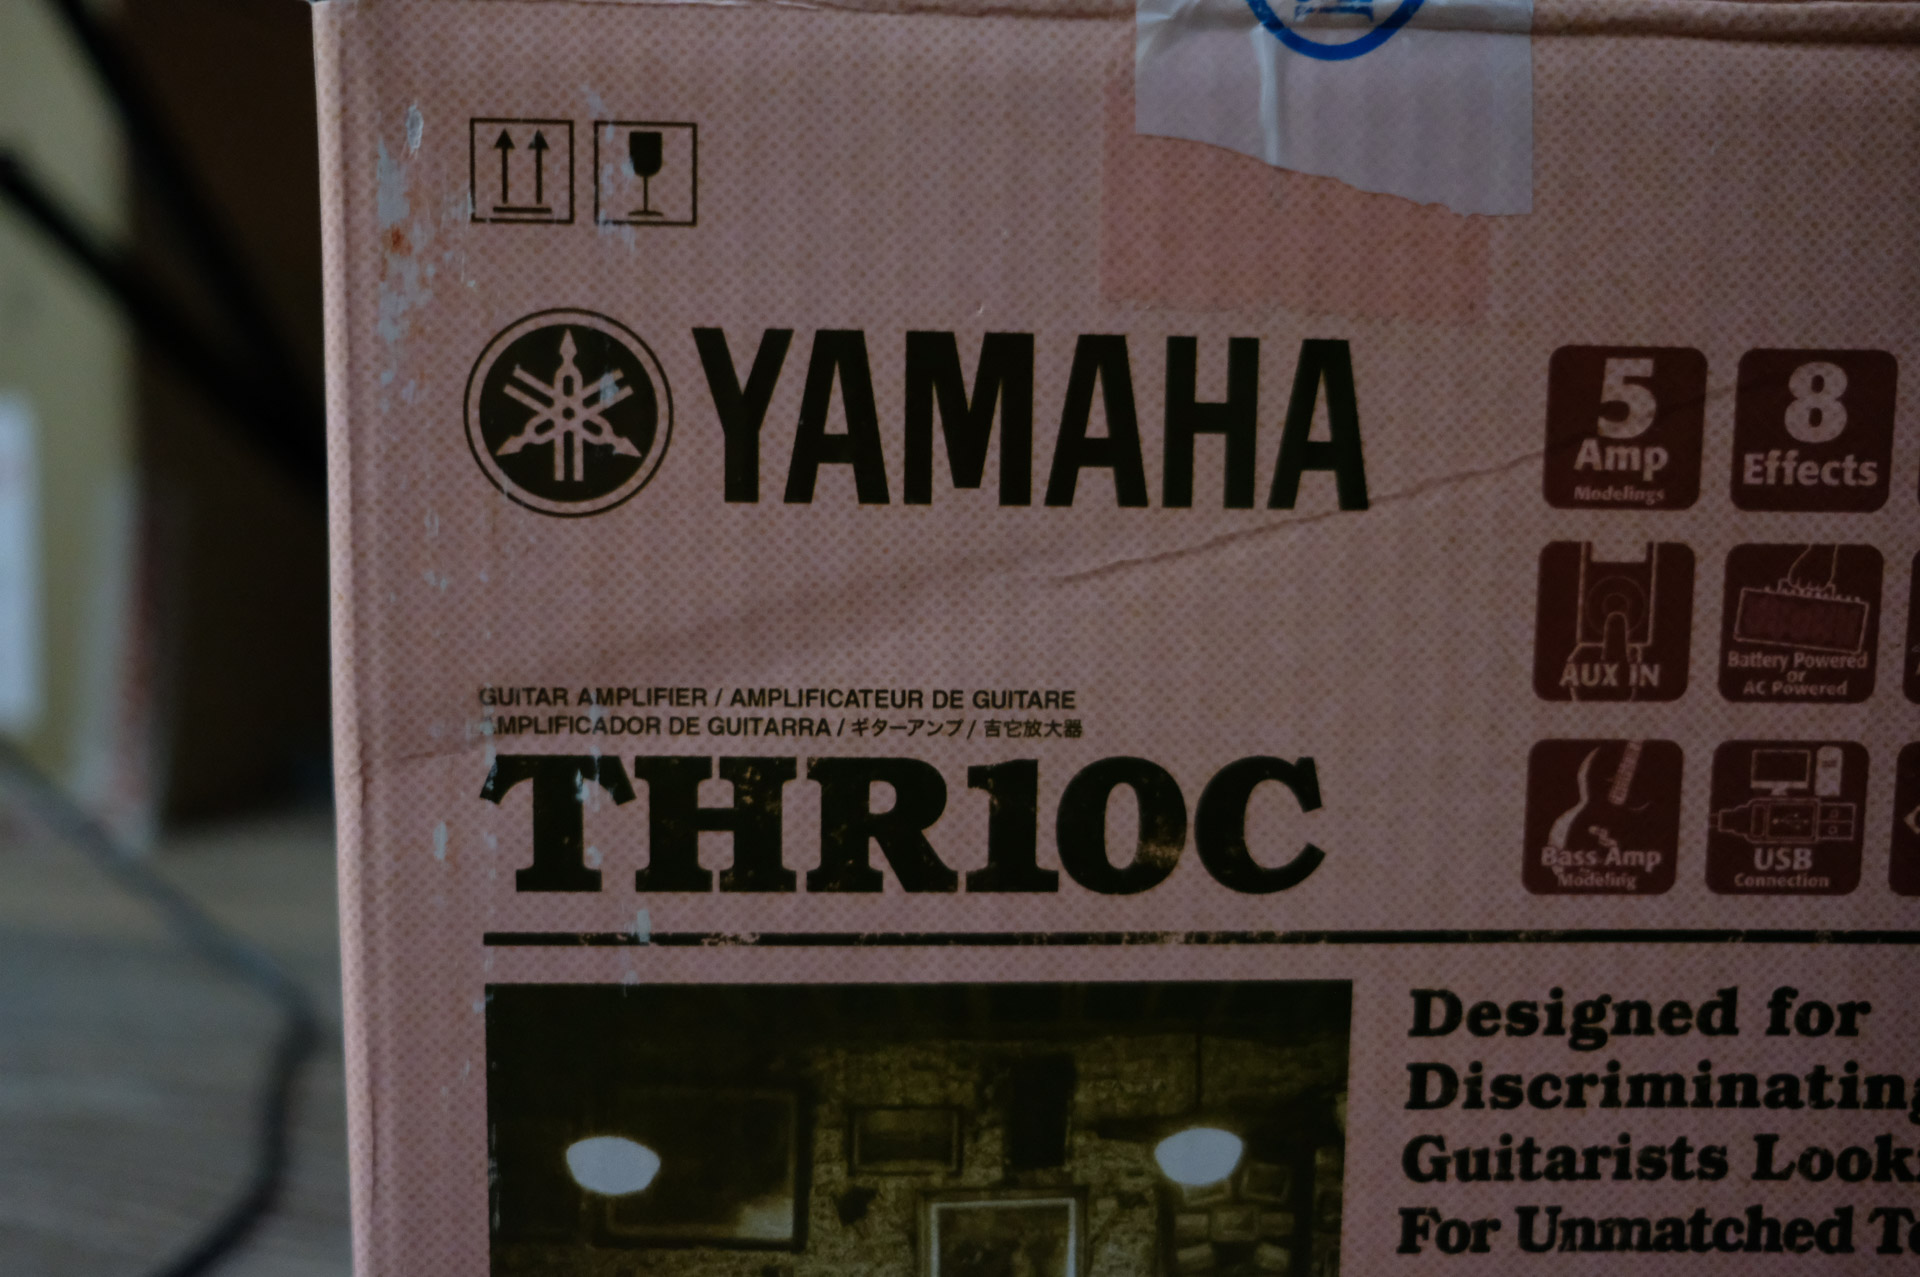 YAMAHA
5
Amp
Modelings
8
Effects
AUX IN
Battery Powered
or
AC Powered
GUITAR AMPLIFIER / AMPLIFICATEUR DE GUITARE
AMPLIFICADOR DE GUITARRA / ギターアンプ / 吉它放大器
THR10C
Bass Amp
Modeling
USB
Connection
Designed for
Discriminating
Guitarists Look
For Unmatched T